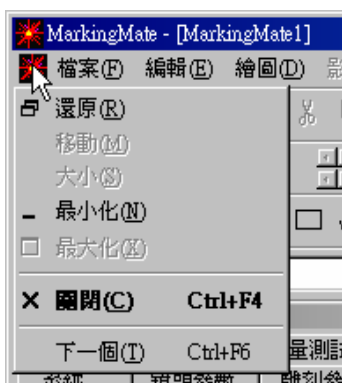 MarkingMate - [MarkingMate1]
檔案(F) 編輯(E) 繪圖(D)
還原(R)
移動(M)
大小(S)
最小化(N)
最大化(X)
關閉(C) Ctrl+F4
下一個(T) Ctrl+F6
量測試